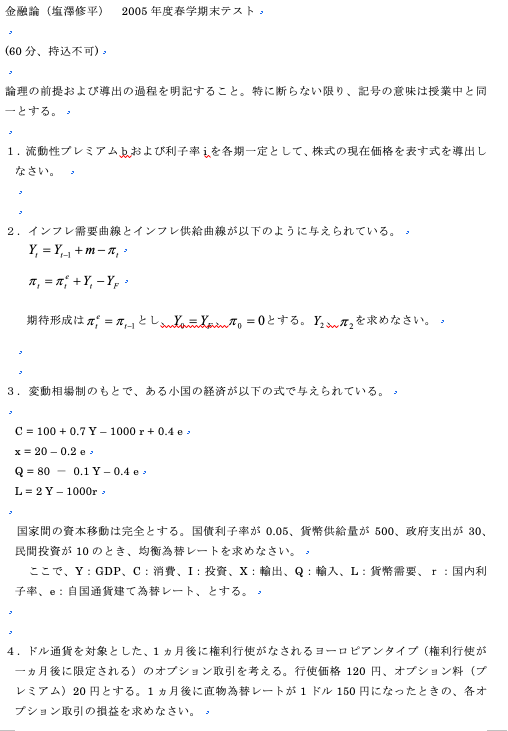 金融論（塩澤修平）　2005 年度春学期末テスト
(60 分、持込不可)
論理の前提および導出の過程を明記すること。特に断らない限り、記号の意味は授業中と同
一とする。
１．流動性プレミアム b および利子率 i を各期一定として、株式の現在価格を表す式を導出し
なさい。
２．インフレ需要曲線とインフレ供給曲線が以下のように与えられている。
Y_t = Y_{t-1} + m − π_t
π_t = π_t^e + Y_t − Y_F
期待形成は π_t^e = π_{t-1} とし、Y_0 = Y_F、π_0 = 0 とする。Y_2、π_2 を求めなさい。
３．変動相場制のもとで、ある小国の経済が以下の式で与えられている。
C = 100 + 0.7 Y – 1000 r + 0.4 e
x = 20 – 0.2 e
Q = 80 － 0.1 Y – 0.4 e
L = 2 Y – 1000r
国家間の資本移動は完全とする。国債利子率が 0.05、貨幣供給量が 500、政府支出が 30、
民間投資が 10 のとき、均衡為替レートを求めなさい。
ここで、Y：GDP、C：消費、I：投資、X：輸出、Q：輸入、L：貨幣需要、ｒ：国内利
子率、e：自国通貨建て為替レート、とする。
４．ドル通貨を対象とした、1 ヵ月後に権利行使がなされるヨーロピアンタイプ（権利行使が
一ヵ月後に限定される）のオプション取引を考える。行使価格 120 円、オプション料（プ
レミアム）20 円とする。1 ヵ月後に直物為替レートが 1 ドル 150 円になったときの、各オ
プション取引の損益を求めなさい。